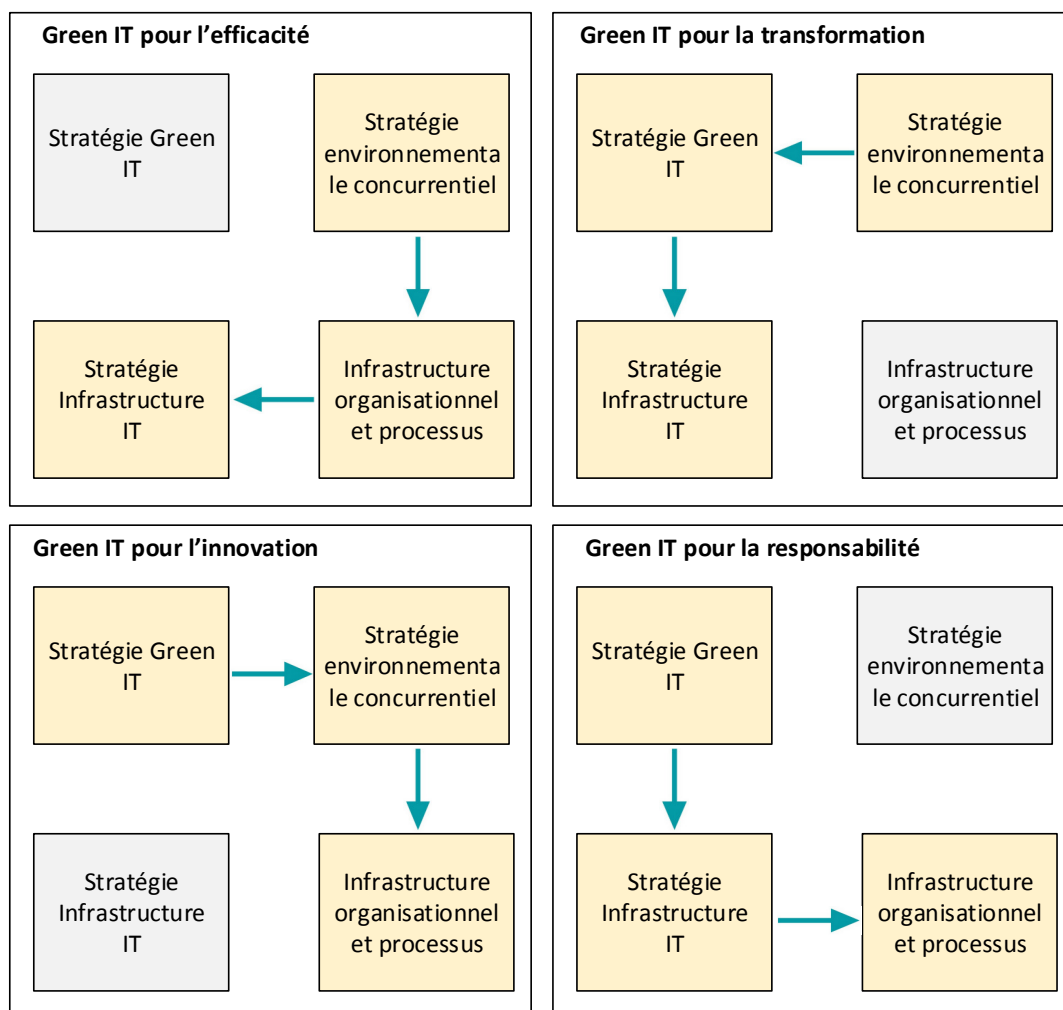 Green IT pour l’efficacité
Stratégie Green
IT
Stratégie
environnementa
le concurrentiel
Stratégie
Infrastructure
IT
Infrastructure
organisationnel
et processus
Green IT pour la transformation
Stratégie Green
IT
Stratégie
environnementa
le concurrentiel
Stratégie
Infrastructure
IT
Infrastructure
organisationnel
et processus
Green IT pour l’innovation
Stratégie Green
IT
Stratégie
environnementa
le concurrentiel
Stratégie
Infrastructure
IT
Infrastructure
organisationnel
et processus
Green IT pour la responsabilité
Stratégie Green
IT
Stratégie
environnementa
le concurrentiel
Stratégie
Infrastructure
IT
Infrastructure
organisationnel
et processus